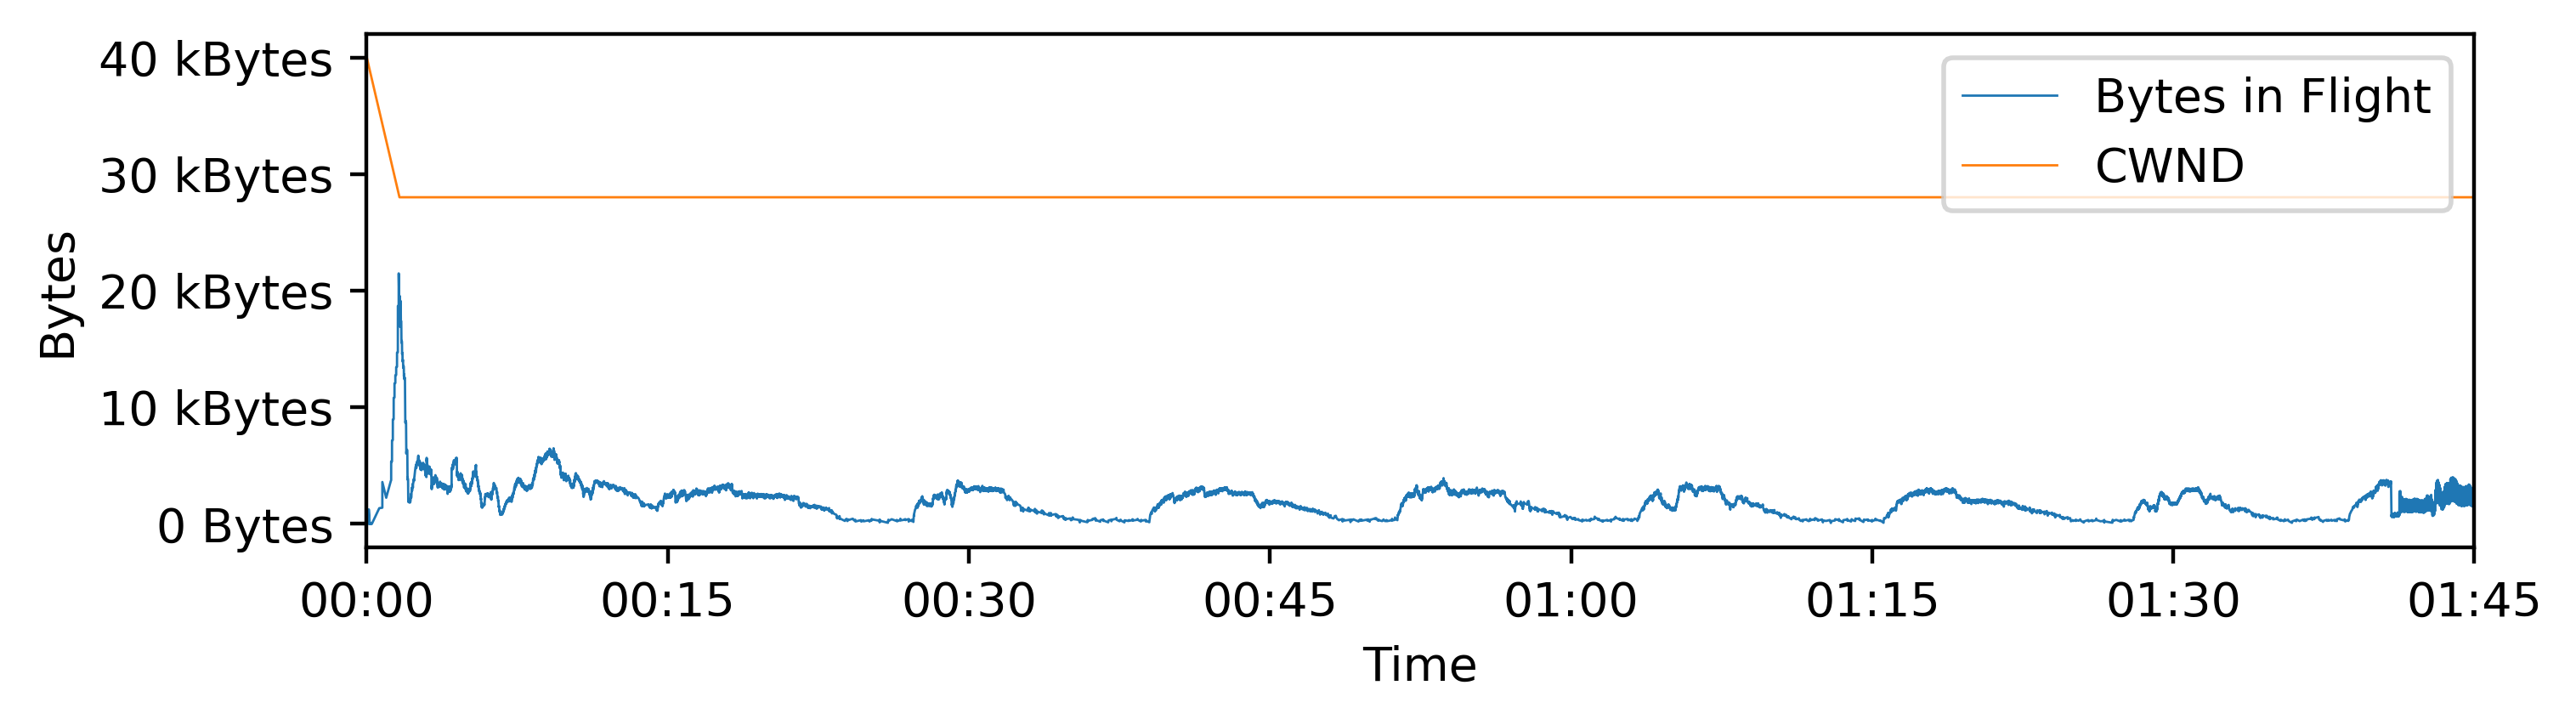 40 kBytes
30 kBytes
20 kBytes
10 kBytes
0 Bytes
Bytes
Bytes in Flight
CWND
00:00
00:15
00:30
00:45
01:00
01:15
01:30
01:45
Time